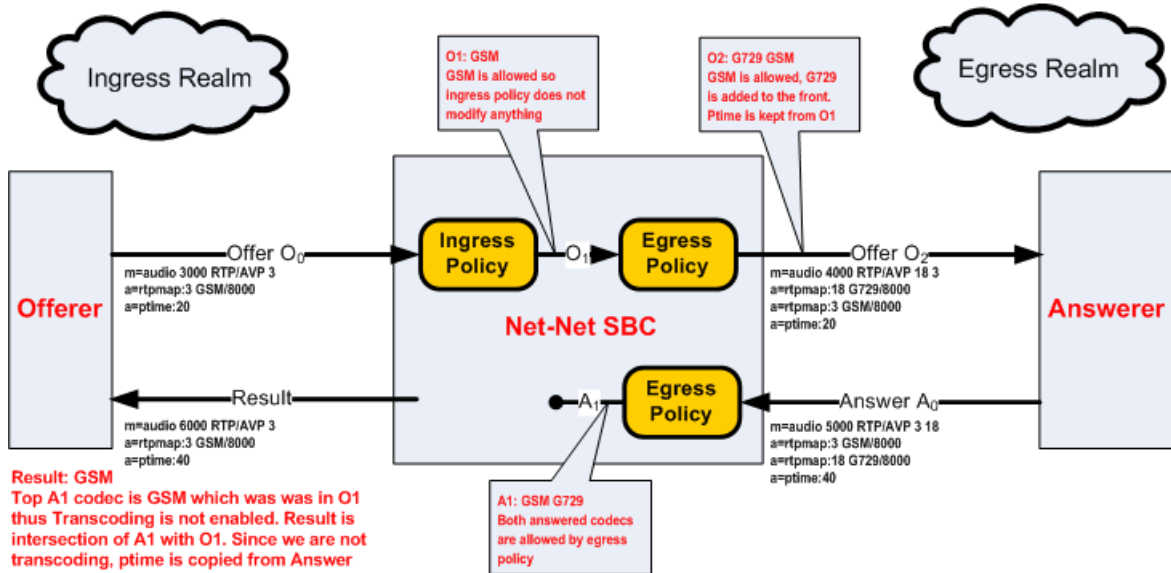 Ingress Realm
Egress Realm
O1: GSM
GSM is allowed so
ingress policy does not
modify anything
O2: G729 GSM
GSM is allowed, G729
is added to the front.
Ptime is kept from O1
Offerer
Offer O0
m=audio 3000 RTP/AVP 3
a=rtpmap:3 GSM/8000
a=ptime:20
Ingress
Policy
O1
Egress
Policy
Offer O2
m=audio 4000 RTP/AVP 18 3
a=rtpmap:18 G729/8000
a=rtpmap:3 GSM/8000
a=ptime:20
Answerer
Net-Net SBC
Result
m=audio 6000 RTP/AVP 3
a=rtpmap:3 GSM/8000
a=ptime:40
A1
Egress
Policy
Answer A0
m=audio 5000 RTP/AVP 3 18
a=rtpmap:3 GSM/8000
a=rtpmap:18 G729/8000
a=ptime:40
Result: GSM
Top A1 codec is GSM which was was in O1
thus Transcoding is not enabled. Result is
intersection of A1 with O1. Since we are not
transcoding, ptime is copied from Answer
A1: GSM G729
Both answered codecs
are allowed by egress
policy